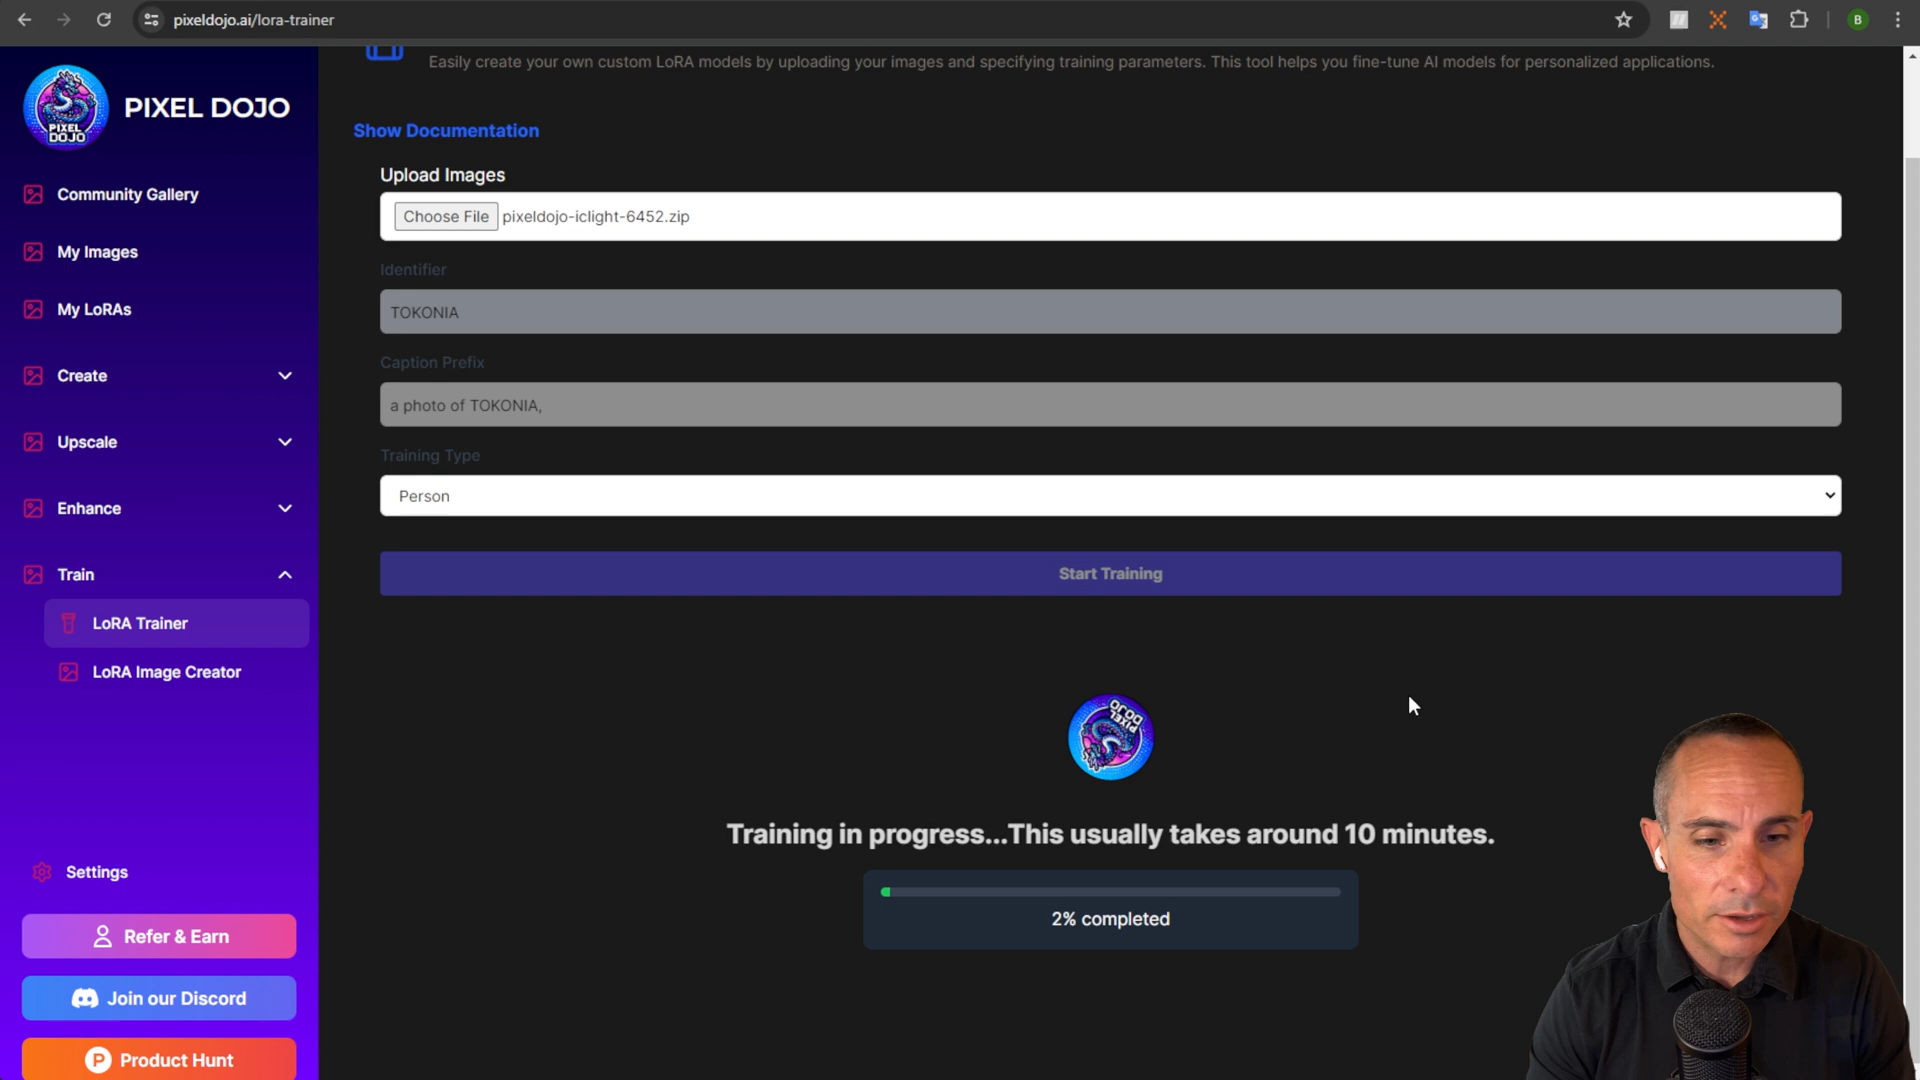 pixeldojo.ai/lora-trainer
B
Easily create your own custom LoRA models by uploading your images and specifying training parameters. This tool helps you fine-tune AI models for personalized applications.
PIXEL DOJO
PIXEL DOJO
Show Documentation
Upload Images
Choose File pixeldojo-iclight-6452.zip
Identifier
TOKONIA
Caption Prefix
a photo of TOKONIA,
Training Type
Person
Start Training
Community Gallery
My Images
My LoRAs
Create
Upscale
Enhance
Train
LoRA Trainer
LoRA Image Creator
PIXEL DOJO
Training in progress...This usually takes around 10 minutes.
2% completed
Settings
Refer & Earn
Join our Discord
P Product Hunt